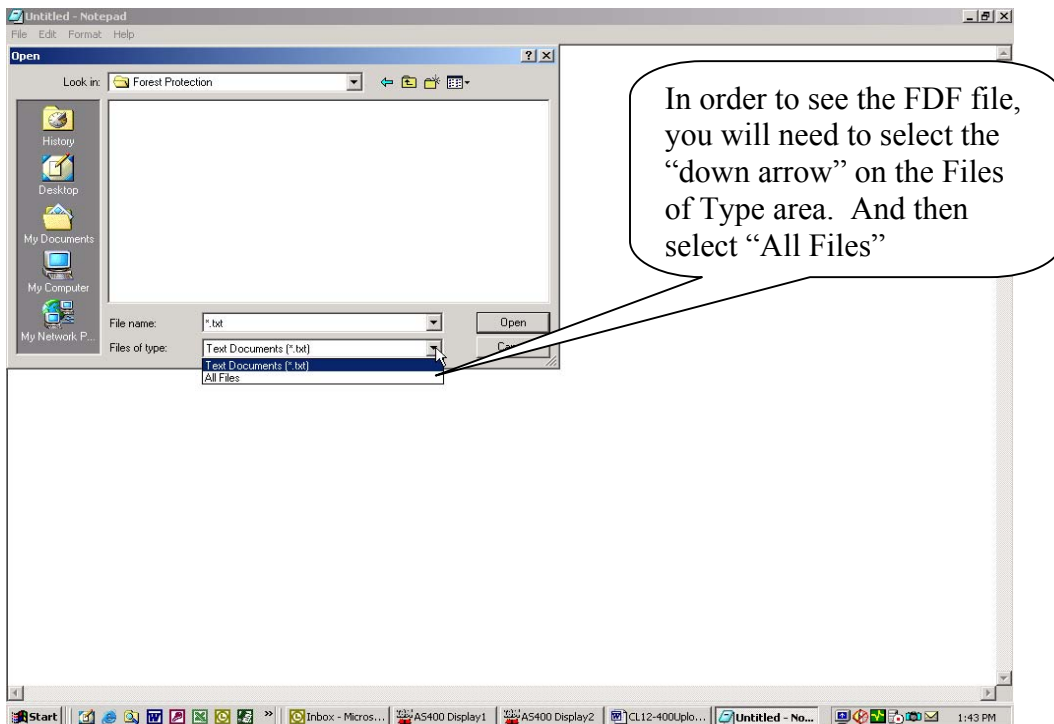 Untitled - Notepad
File Edit Format Help
Open
Look in: Forest Protection
In order to see the FDF file,
you will need to select the
“down arrow” on the Files
of Type area. And then
select “All Files”
History
Desktop
My Documents
My Computer
My Network P...
File name: *.txt Open
Files of type: Text Documents (*.txt)
Text Documents (*.txt)
All Files
Start » Inbox - Micros... AS400 Display1 AS400 Display2 CL12-400Uplo... Untitled - No... 1:43 PM